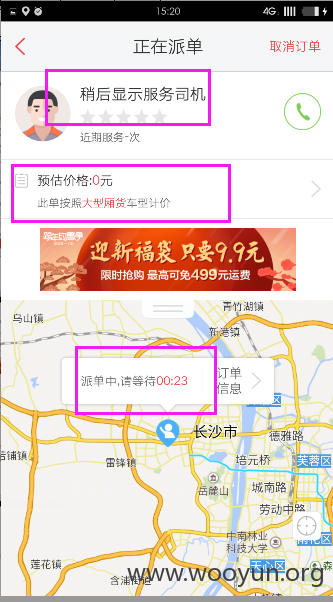 15:20
4G
正在派单
取消订单
稍后显示服务司机
近期服务-次
预估价格:0元
此单按照大型厢货车型计价
迎新福袋 只要9.9元
限时抢购 最高可免499元运费
青竹湖镇
乌山镇
新港镇
派单中,请等待00:23
订单
信息
长沙市
德雅路
培元桥
芙蓉区
雷锋镇
岳麓山
城南路
劳动中路
中南林业
科技大学
天心区
莲花镇
含浦街道
www.wooyun.org